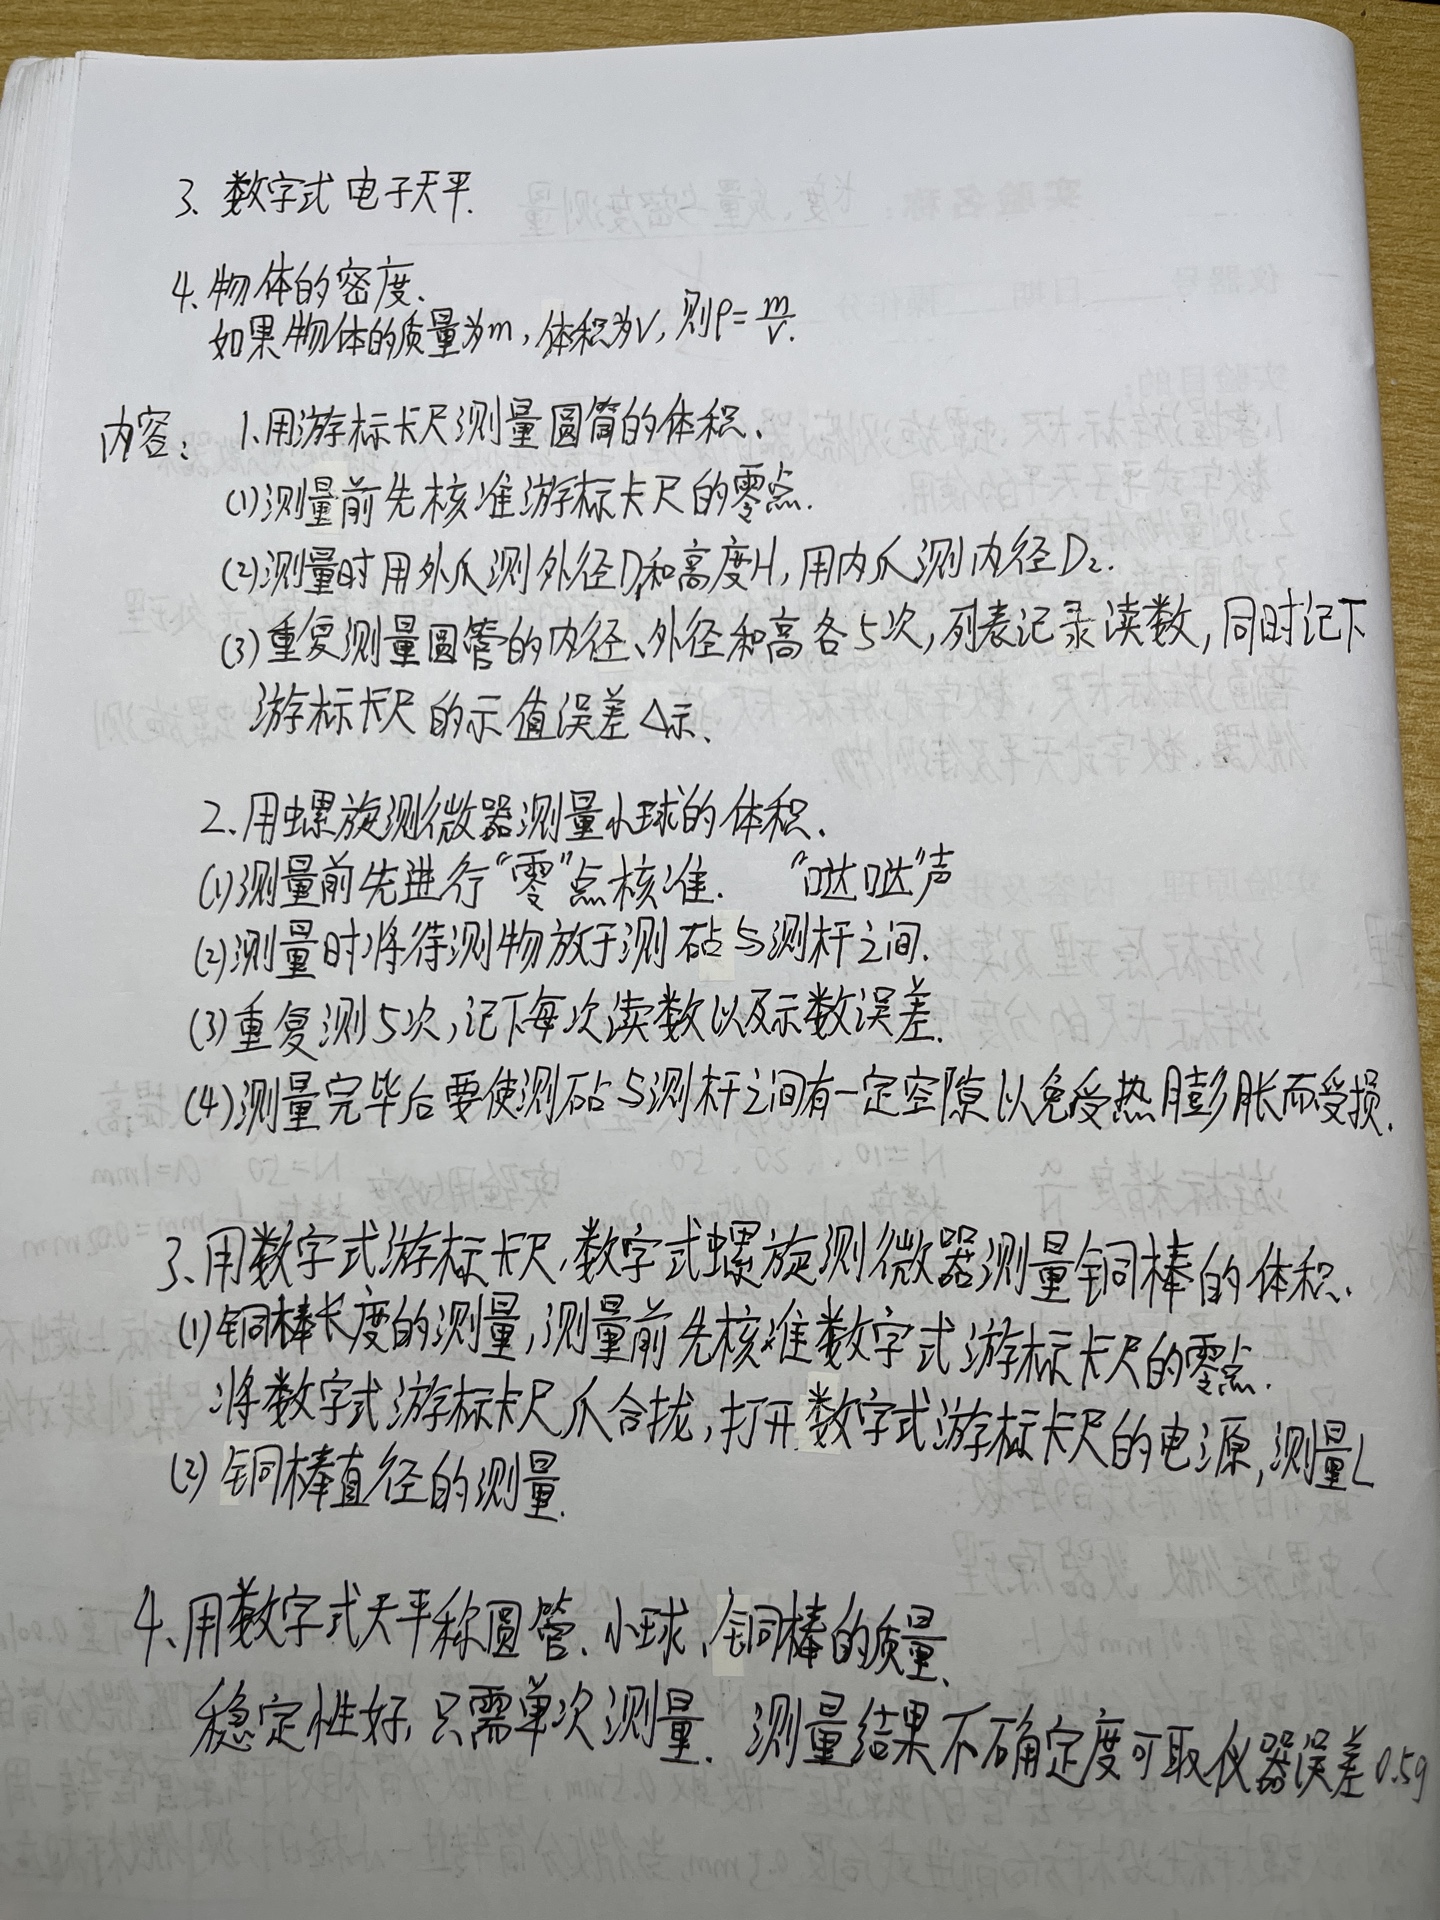 3、数字式电子天平.
4.物体的密度.
如果物体的质量为m,体积为V,则ρ=m/V.
内容: 1、用游标卡尺测量圆筒的体积.
(1)测量前先核准游标卡尺的零点.
(2)测量时用外爪测外径D1和高度H,用内爪测内径D2.
(3)重复测量圆管的内径、外径和高各5次,列表记录读数,同时记下
游标卡尺的示值误差Δ示.
2、用螺旋测微器测量小球的体积.
(1)测量前先进行“零”点核准. “哒哒”声
(2)测量时将待测物放于测砧与测杆之间.
(3)重复测5次,记下每次读数以及示数误差.
(4)测量完毕后要使测砧与测杆之间有一定空隙以免受热膨胀而受损.
3、用数字式游标卡尺,数字式螺旋测微器测量铜棒的体积.
(1)铜棒长度的测量,测量前先核准数字式游标卡尺的零点.
将数字式游标卡尺爪合拢,打开数字式游标卡尺的电源,测量L
(2)铜棒直径的测量.
4、用数字式天平称圆管、小球、铜棒的质量.
稳定性好,只需单次测量. 测量结果不确定度可取仪器误差0.5g